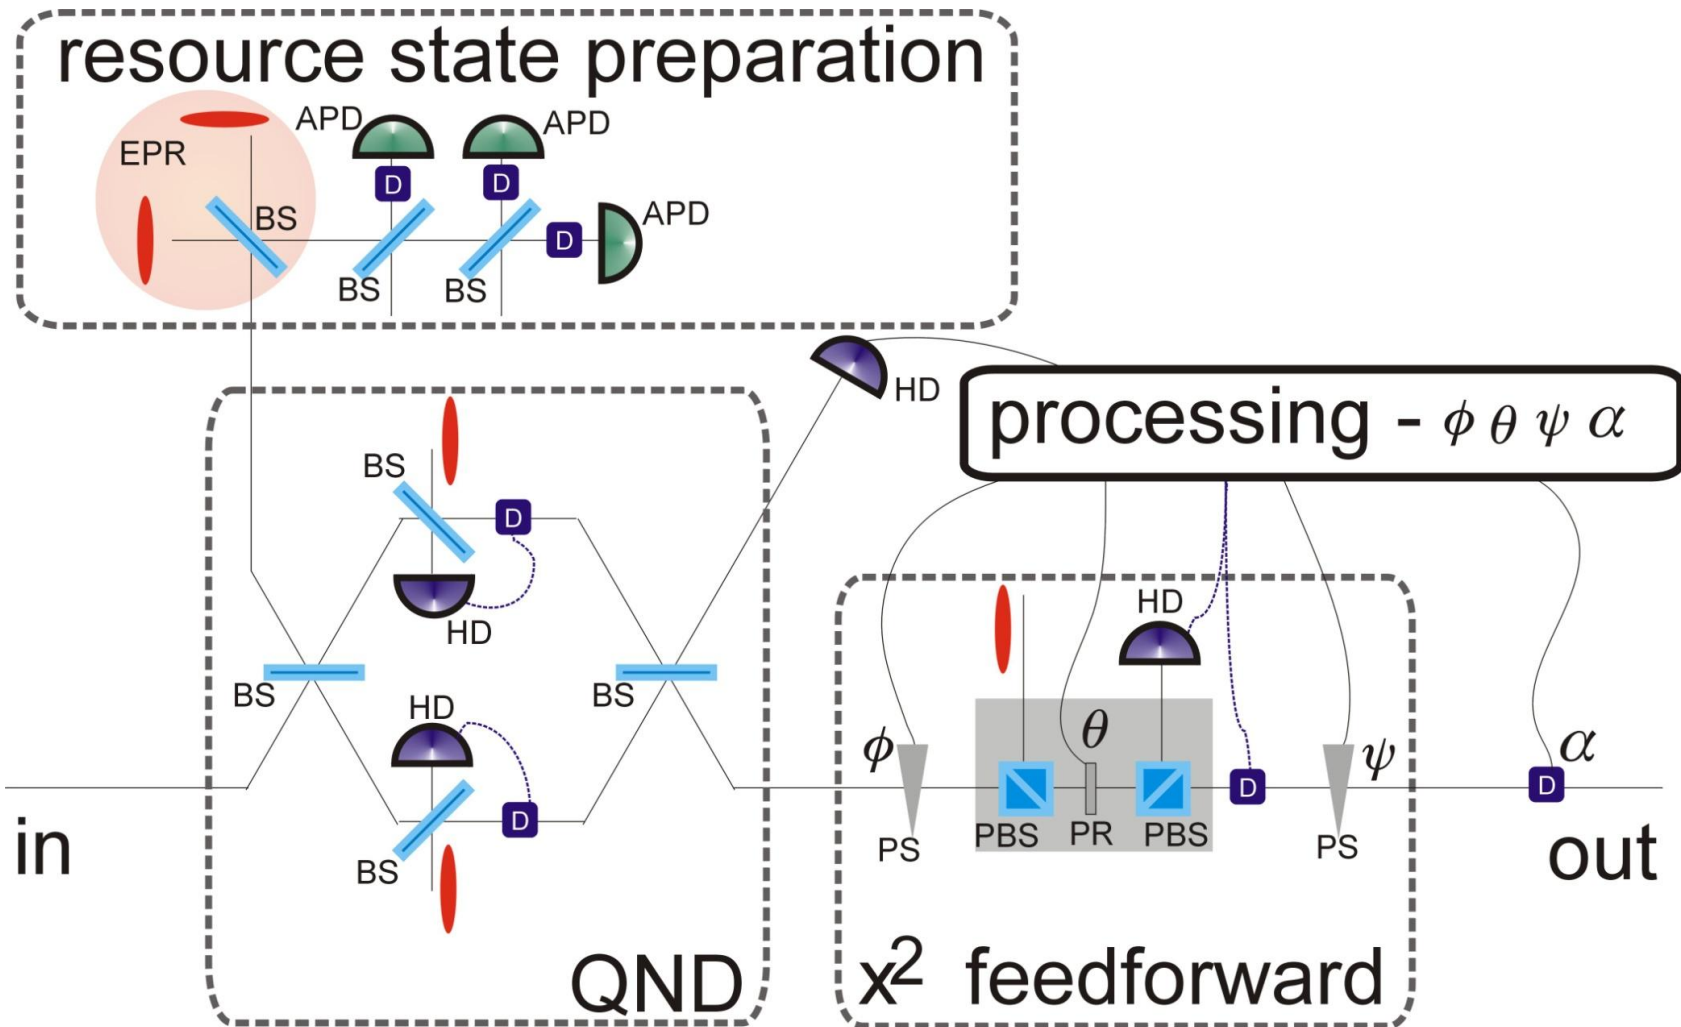 resource state preparation
APD
APD
EPR
D
D
APD
BS
D
BS
BS
HD
processing - ϕ θ ψ α
BS
D
HD
HD
BS
BS
HD
θ
ϕ
ψ
α
D
D
D
BS
PBS
PR
PBS
PS
PS
in
out
QND
x² feedforward